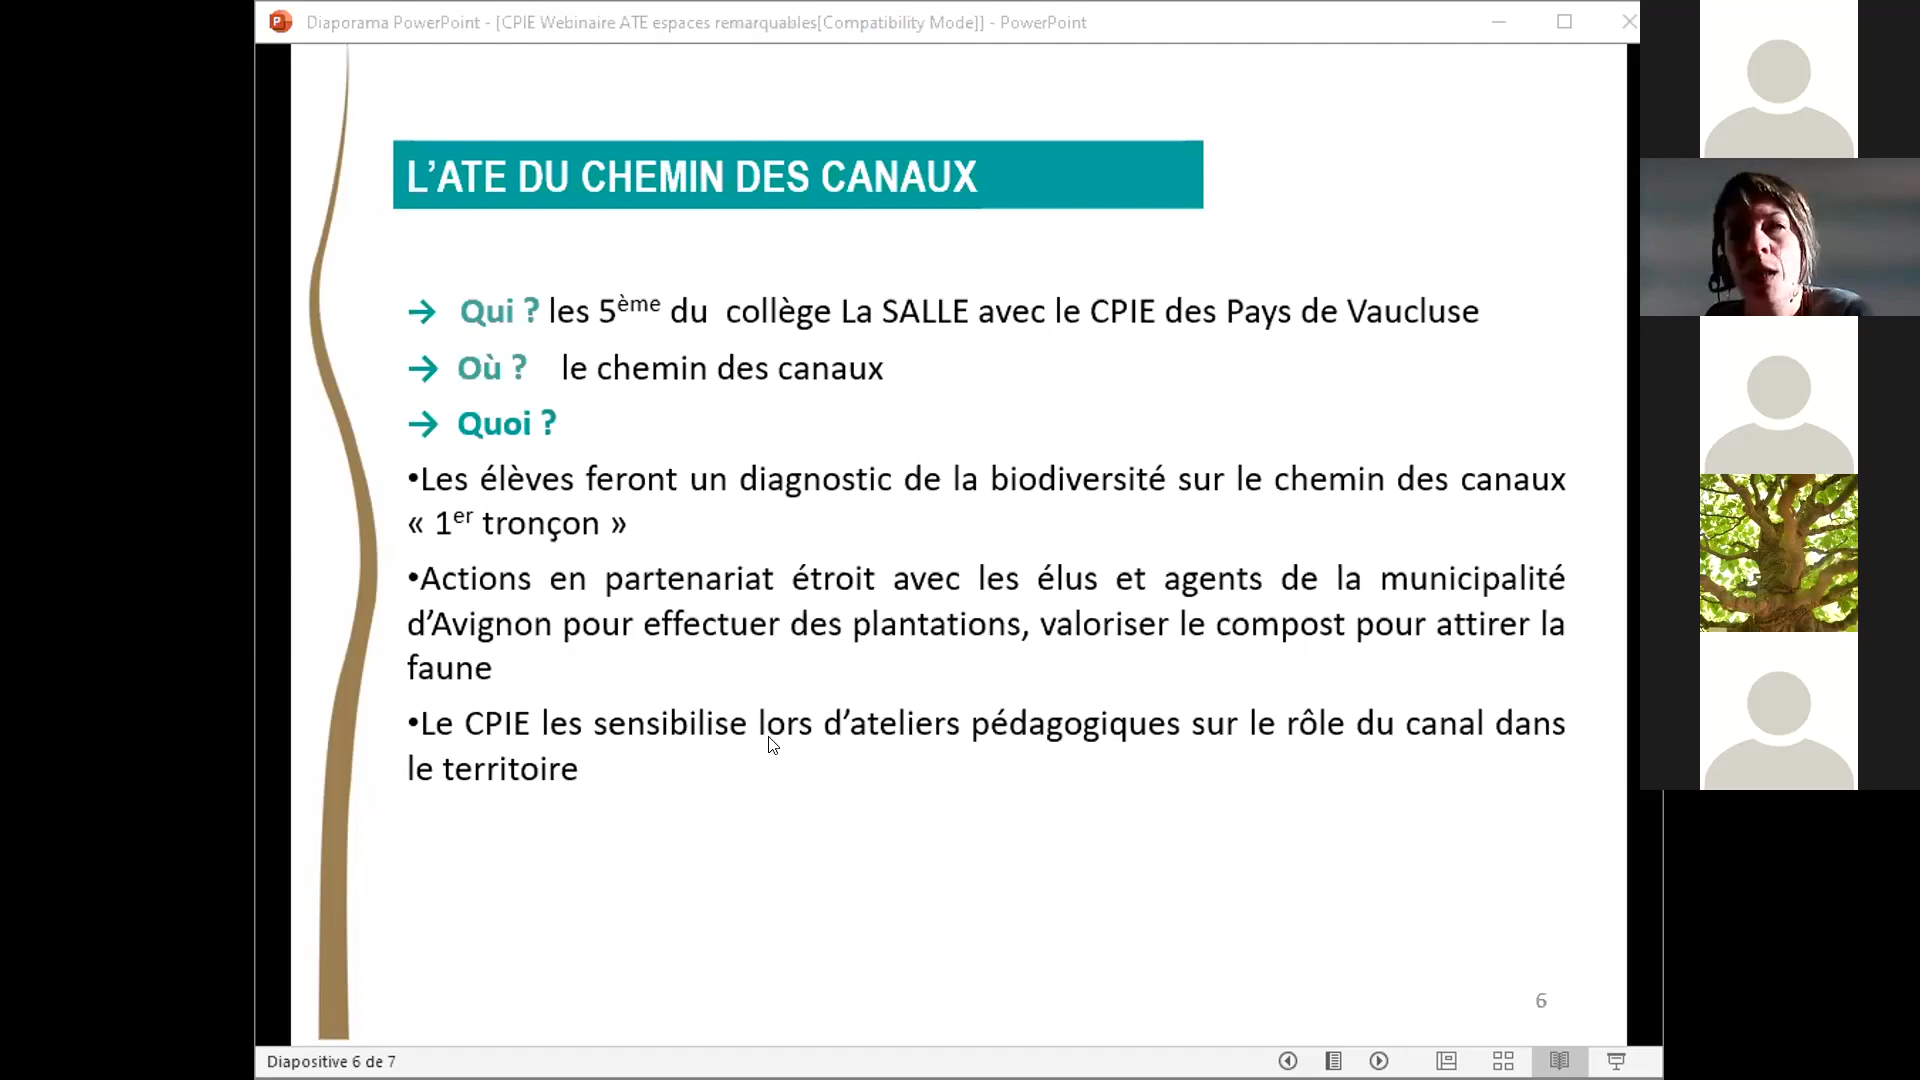 Diaporama PowerPoint - [CPIE Webinaire ATE espaces remarquables[Compatibility Mode]] - PowerPoint
L’ATE DU CHEMIN DES CANAUX
→ Qui ? les 5ème du collège La SALLE avec le CPIE des Pays de Vaucluse
→ Où ? le chemin des canaux
→ Quoi ?
•Les élèves feront un diagnostic de la biodiversité sur le chemin des canaux
« 1er tronçon »
•Actions en partenariat étroit avec les élus et agents de la municipalité
d’Avignon pour effectuer des plantations, valoriser le compost pour attirer la
faune
•Le CPIE les sensibilise lors d’ateliers pédagogiques sur le rôle du canal dans
le territoire
6
Diapositive 6 de 7